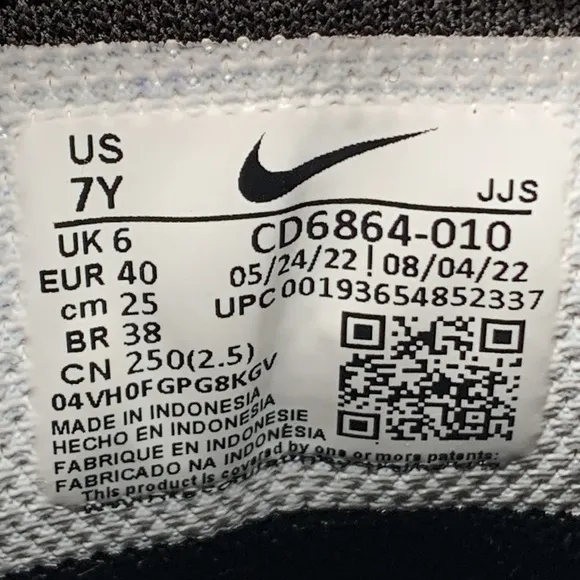 US
7Y
JJS
UK 6
EUR 40
cm 25
BR 38
CN 250(2.5)
04VH0FGPG8KGV
CD6864-010
05/24/22 ! 08/04/22
UPC 00193654852337
MADE IN INDONESIA
HECHO EN INDONESIA
FABRIQUE EN INDONESIE
FABRICADO NA INDONÉSIA
This product is covered by one or more patents: